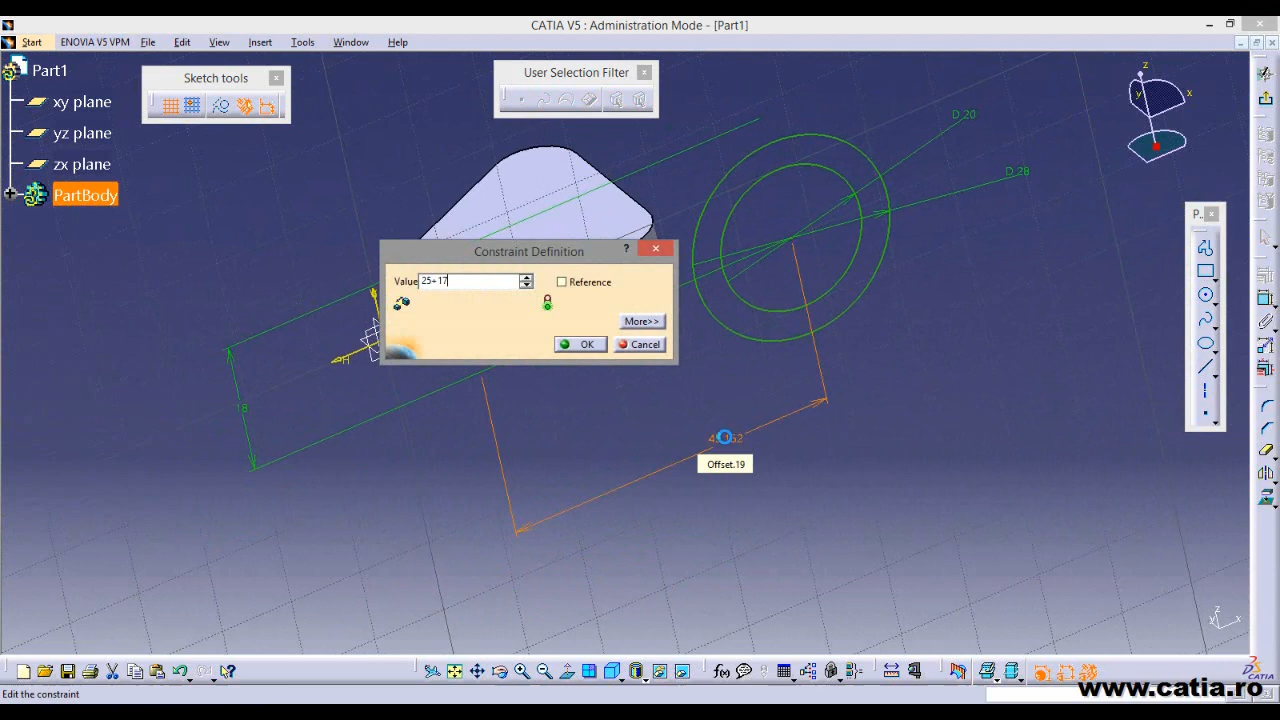 CATIA V5 : Administration Mode - [Part1]
Start ENOVIA V5 VPM File Edit View Insert Tools Window Help
Part1
xy plane
yz plane
zx plane
PartBody
Sketch tools
User Selection Filter
z
y
x
D 20
D 28
P..
Constraint Definition
?
Value 25+17
Reference
More>>
OK
Cancel
H
18
Offset.19
z
y
x
f(x)
Edit the constraint
CATIA
www.catia.ro